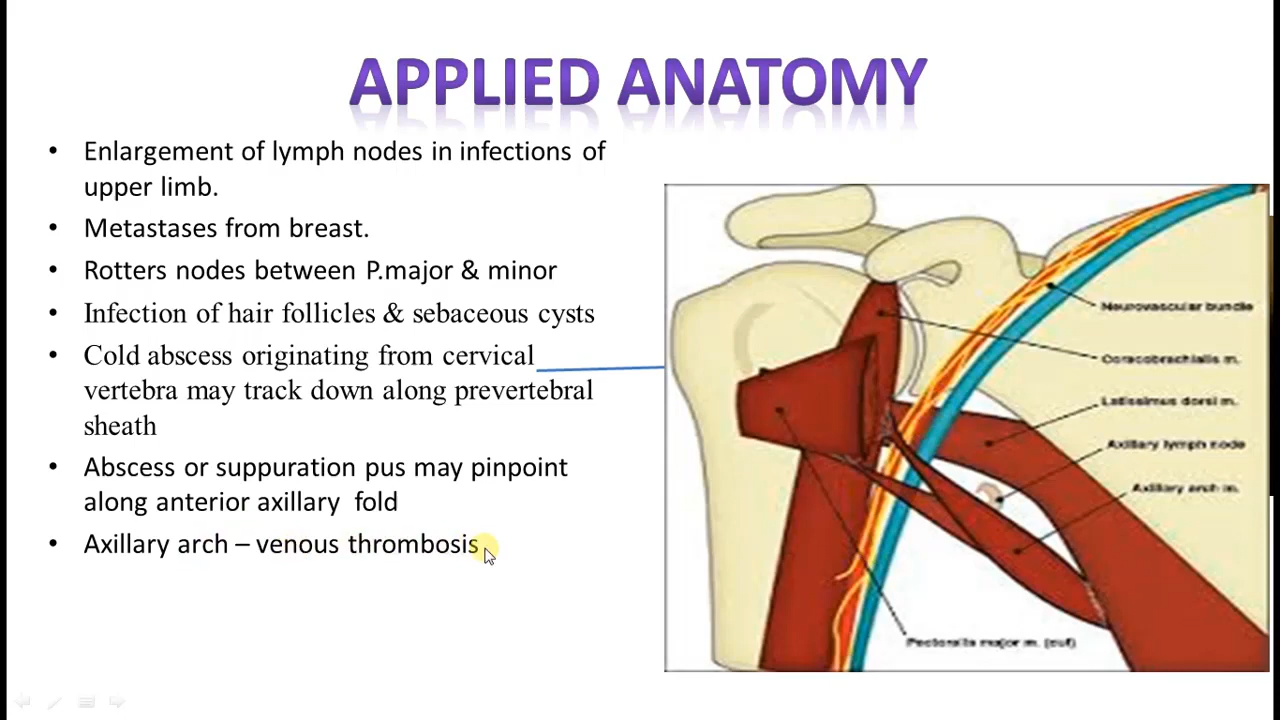 APPLIED ANATOMY
• Enlargement of lymph nodes in infections of
upper limb.
• Metastases from breast.
• Rotters nodes between P.major & minor
• Infection of hair follicles & sebaceous cysts
• Cold abscess originating from cervical
vertebra may track down along prevertebral
sheath
• Abscess or suppuration pus may pinpoint
along anterior axillary fold
• Axillary arch – venous thrombosis
Neurovascular bundle
Coracobrachialis m.
Latissimus dorsi m.
Axillary lymph node
Axillary arch m.
Pectoralis major m. (cut)